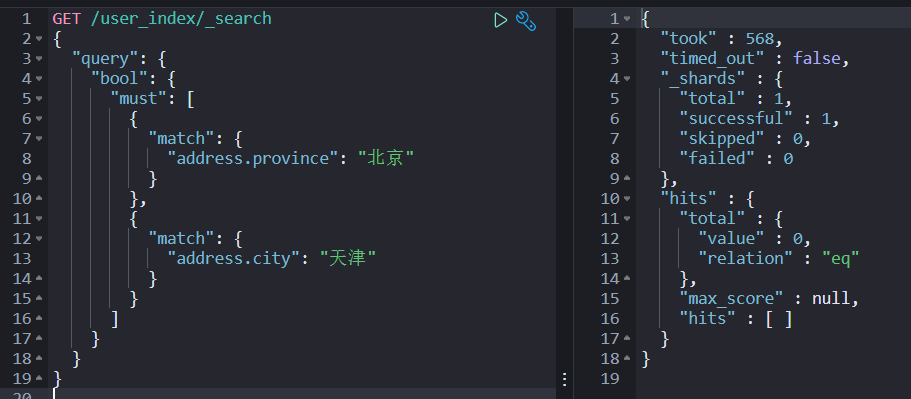 1 GET /user_index/_search
2 {
3 "query": {
4 "bool": {
5 "must": [
6 {
7 "match": {
8 "address.province": "北京"
9 }
10 },
11 {
12 "match": {
13 "address.city": "天津"
14 }
15 }
16 ]
17 }
18 }
19 }
20
1 {
2 "took" : 568,
3 "timed_out" : false,
4 "_shards" : {
5 "total" : 1,
6 "successful" : 1,
7 "skipped" : 0,
8 "failed" : 0
9 },
10 "hits" : {
11 "total" : {
12 "value" : 0,
13 "relation" : "eq"
14 },
15 "max_score" : null,
16 "hits" : [ ]
17 }
18 }
19